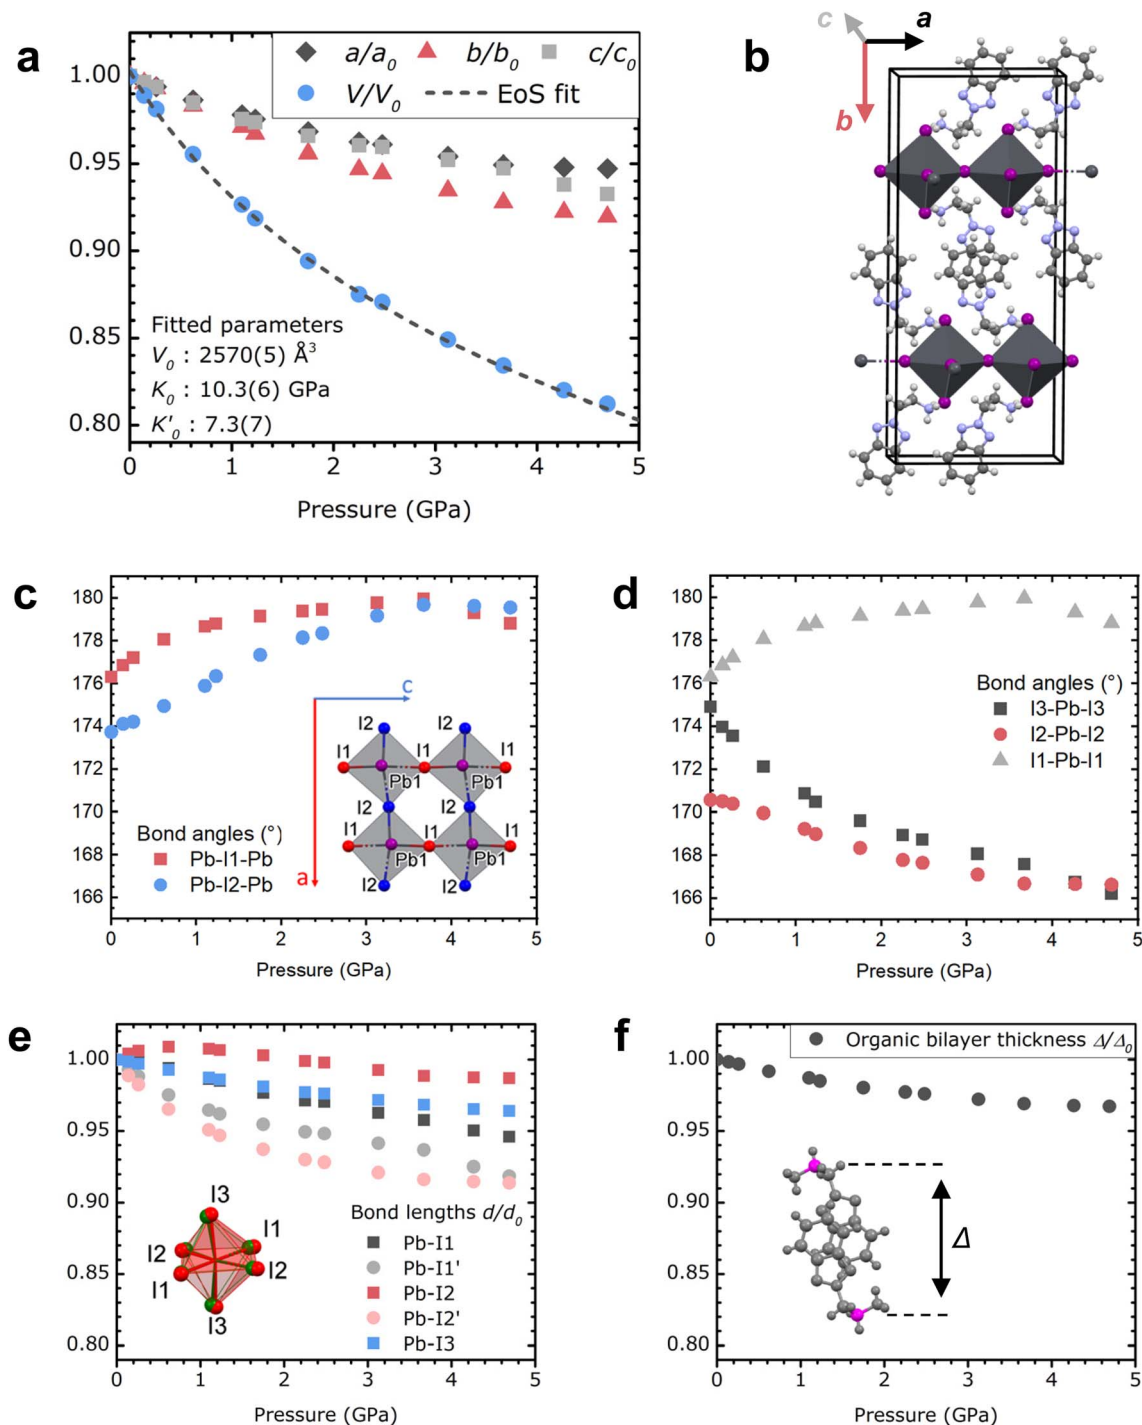 a
a/a₀ b/b₀ c/c₀
V/V₀ EoS fit
1.00
0.95
0.90
0.85
0.80
Fitted parameters
V₀ : 2570(5) Å³
K₀ : 10.3(6) GPa
K'₀ : 7.3(7)
0 1 2 3 4 5
Pressure (GPa)
b
c
a
b
c
180
178
176
174
172
170
168
166
c
a
I2 I2
I1 I1 I1
Pb1 Pb1
I2 I2
I1 I1 I1
Pb1 Pb1
I2 I2
Bond angles (°)
Pb-I1-Pb
Pb-I2-Pb
0 1 2 3 4 5
Pressure (GPa)
d
180
178
176
174
172
170
168
166
Bond angles (°)
I3-Pb-I3
I2-Pb-I2
I1-Pb-I1
0 1 2 3 4 5
Pressure (GPa)
e
1.00
0.95
0.90
0.85
0.80
I3
I1
I2
I2
I1
I3
Bond lengths d/d₀
Pb-I1
Pb-I1'
Pb-I2
Pb-I2'
Pb-I3
0 1 2 3 4 5
Pressure (GPa)
f
Organic bilayer thickness Δ/Δ₀
1.00
0.95
0.90
0.85
0.80
Δ
0 1 2 3 4 5
Pressure (GPa)